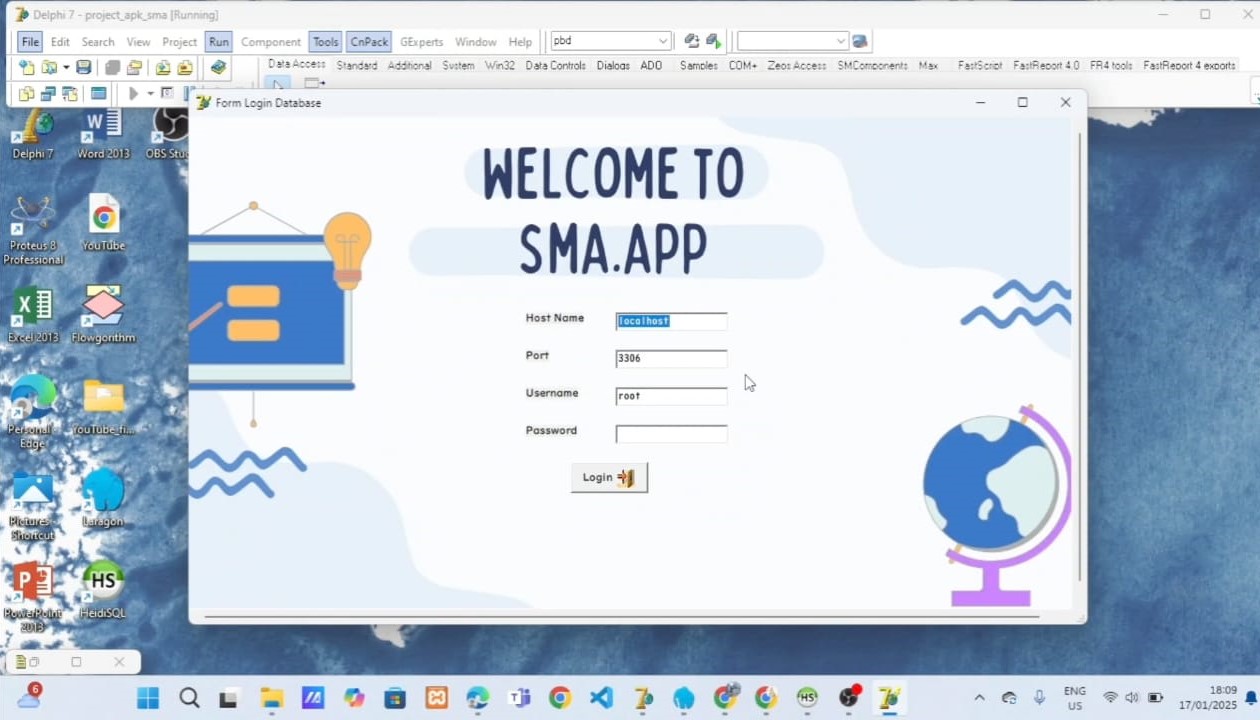 Delphi 7 - project_apk_sma [Running]
File Edit Search View Project Run Component Tools CnPack GExperts Window Help pbd
Data Access Standard Additional System Win32 Data Controls Dialogs ADO Samples COM+ Zeos Access SMComponents Max FastScript FastReport 4.0 FR4 tools FastReport 4 exports
Form Login Database
Delphi 7
Word 2013
OBS Stu
Proteus 8
Professional
YouTube
Excel 2013
Flowgorithm
Personal -
Edge
YouTube_fi...
Pictures -
Shortcut
Laragon
PowerPoint
2013
HS
HeidiSQL
WELCOME TO
SMA.APP
Host Name localhost
Port 3306
Username root
Password
Login
6
HS
ENG
US
18:09
17/01/2025